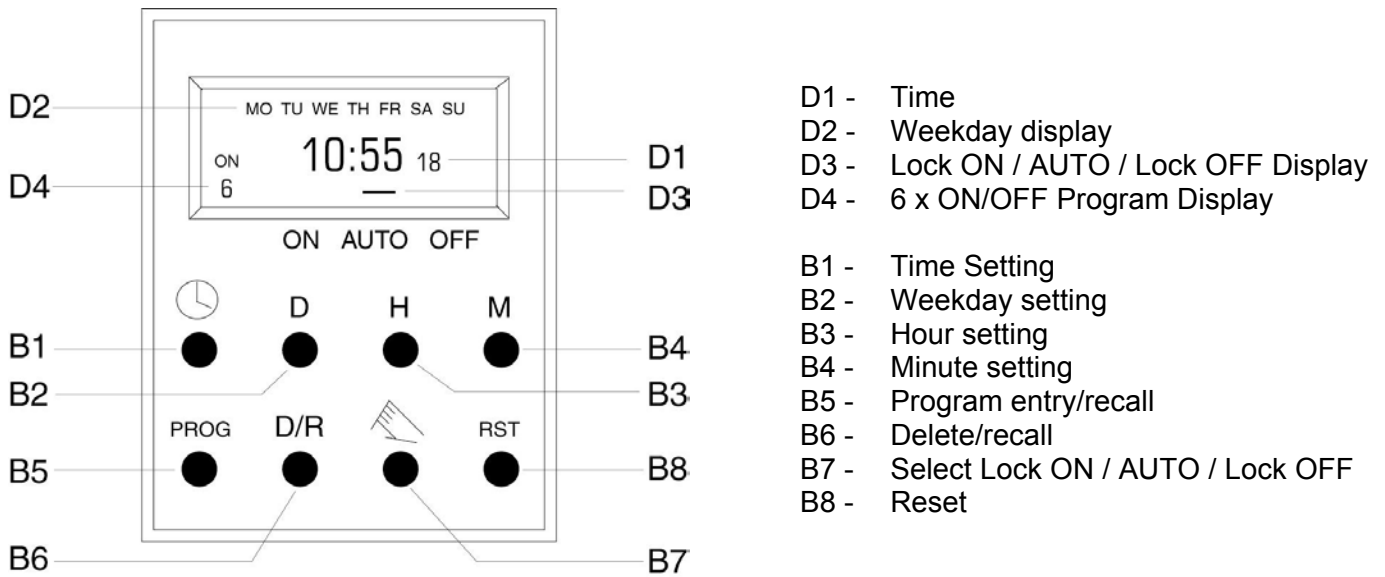 D2
MO TU WE TH FR SA SU
ON 10:55 18
D1
D4
6
D3
ON AUTO OFF
D H M
B1
B4
B2
B3
PROG D/R RST
B5
B8
B6
B7
D1 - Time
D2 - Weekday display
D3 - Lock ON / AUTO / Lock OFF Display
D4 - 6 x ON/OFF Program Display
B1 - Time Setting
B2 - Weekday setting
B3 - Hour setting
B4 - Minute setting
B5 - Program entry/recall
B6 - Delete/recall
B7 - Select Lock ON / AUTO / Lock OFF
B8 - Reset